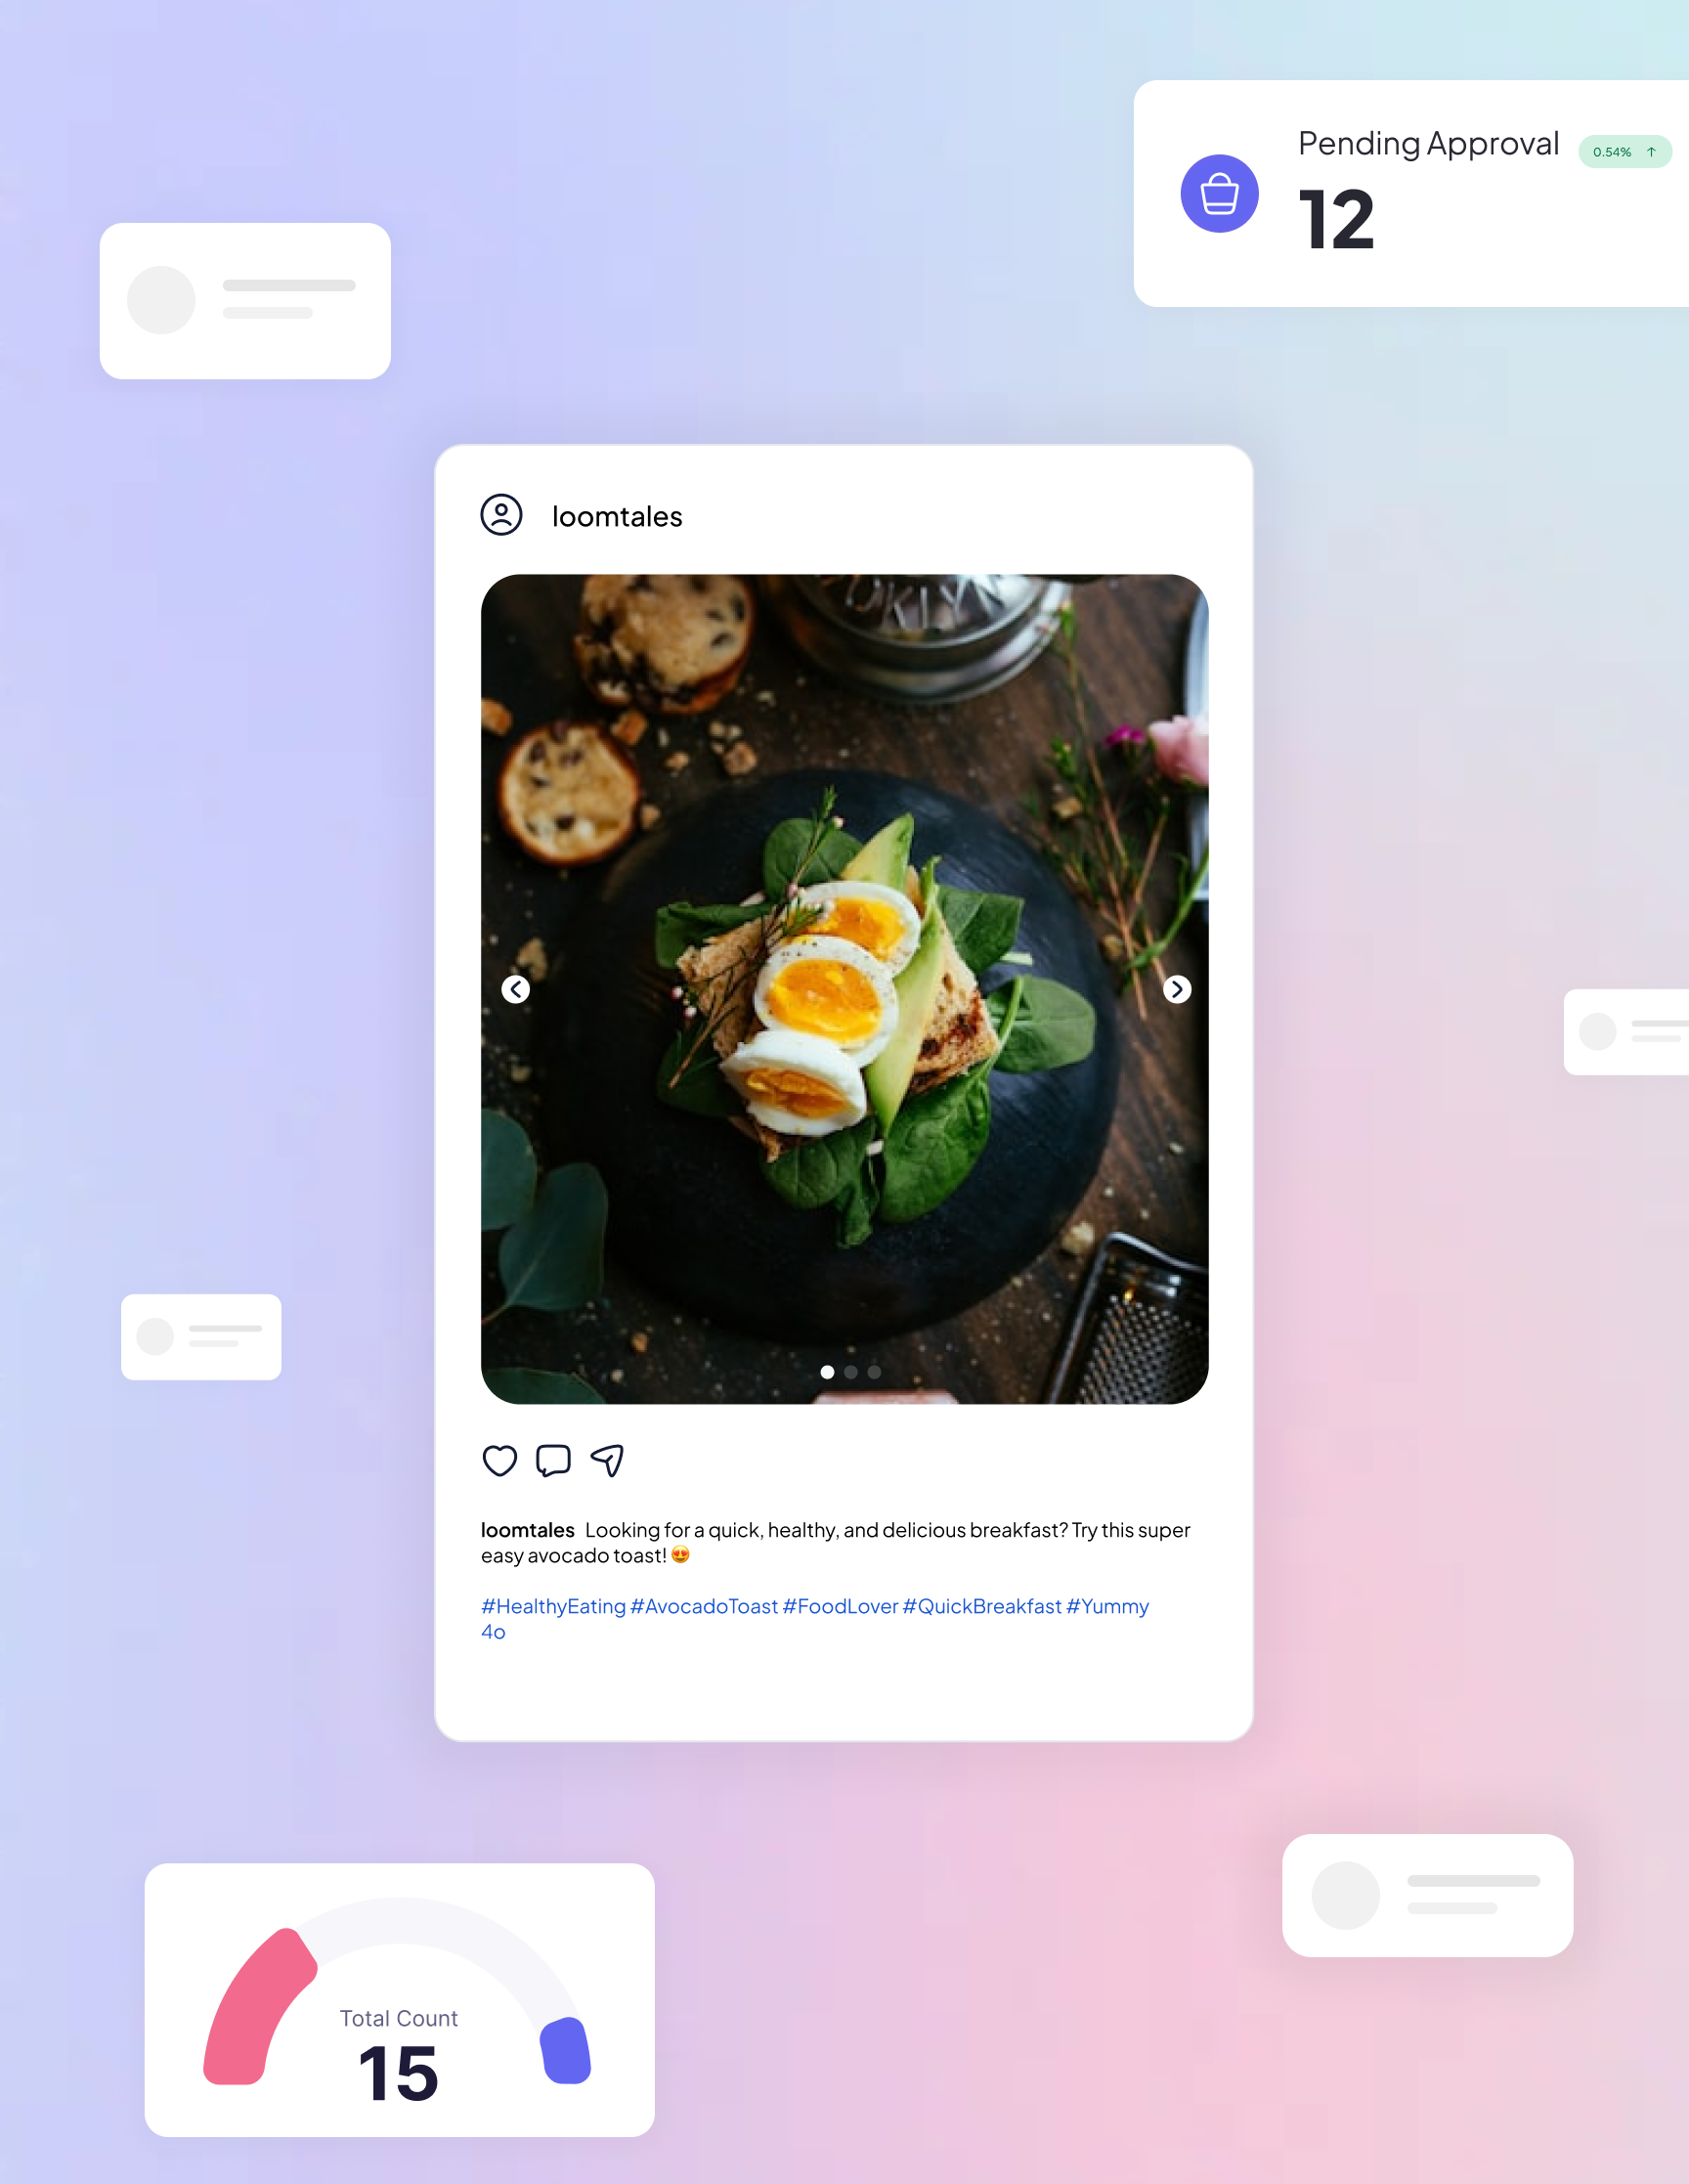 Pending Approval
0.54% ↑
12
loomtales
loomtales Looking for a quick, healthy, and delicious breakfast? Try this super
easy avocado toast! 😍
#HealthyEating #AvocadoToast #FoodLover #QuickBreakfast #Yummy
4o
Total Count
15